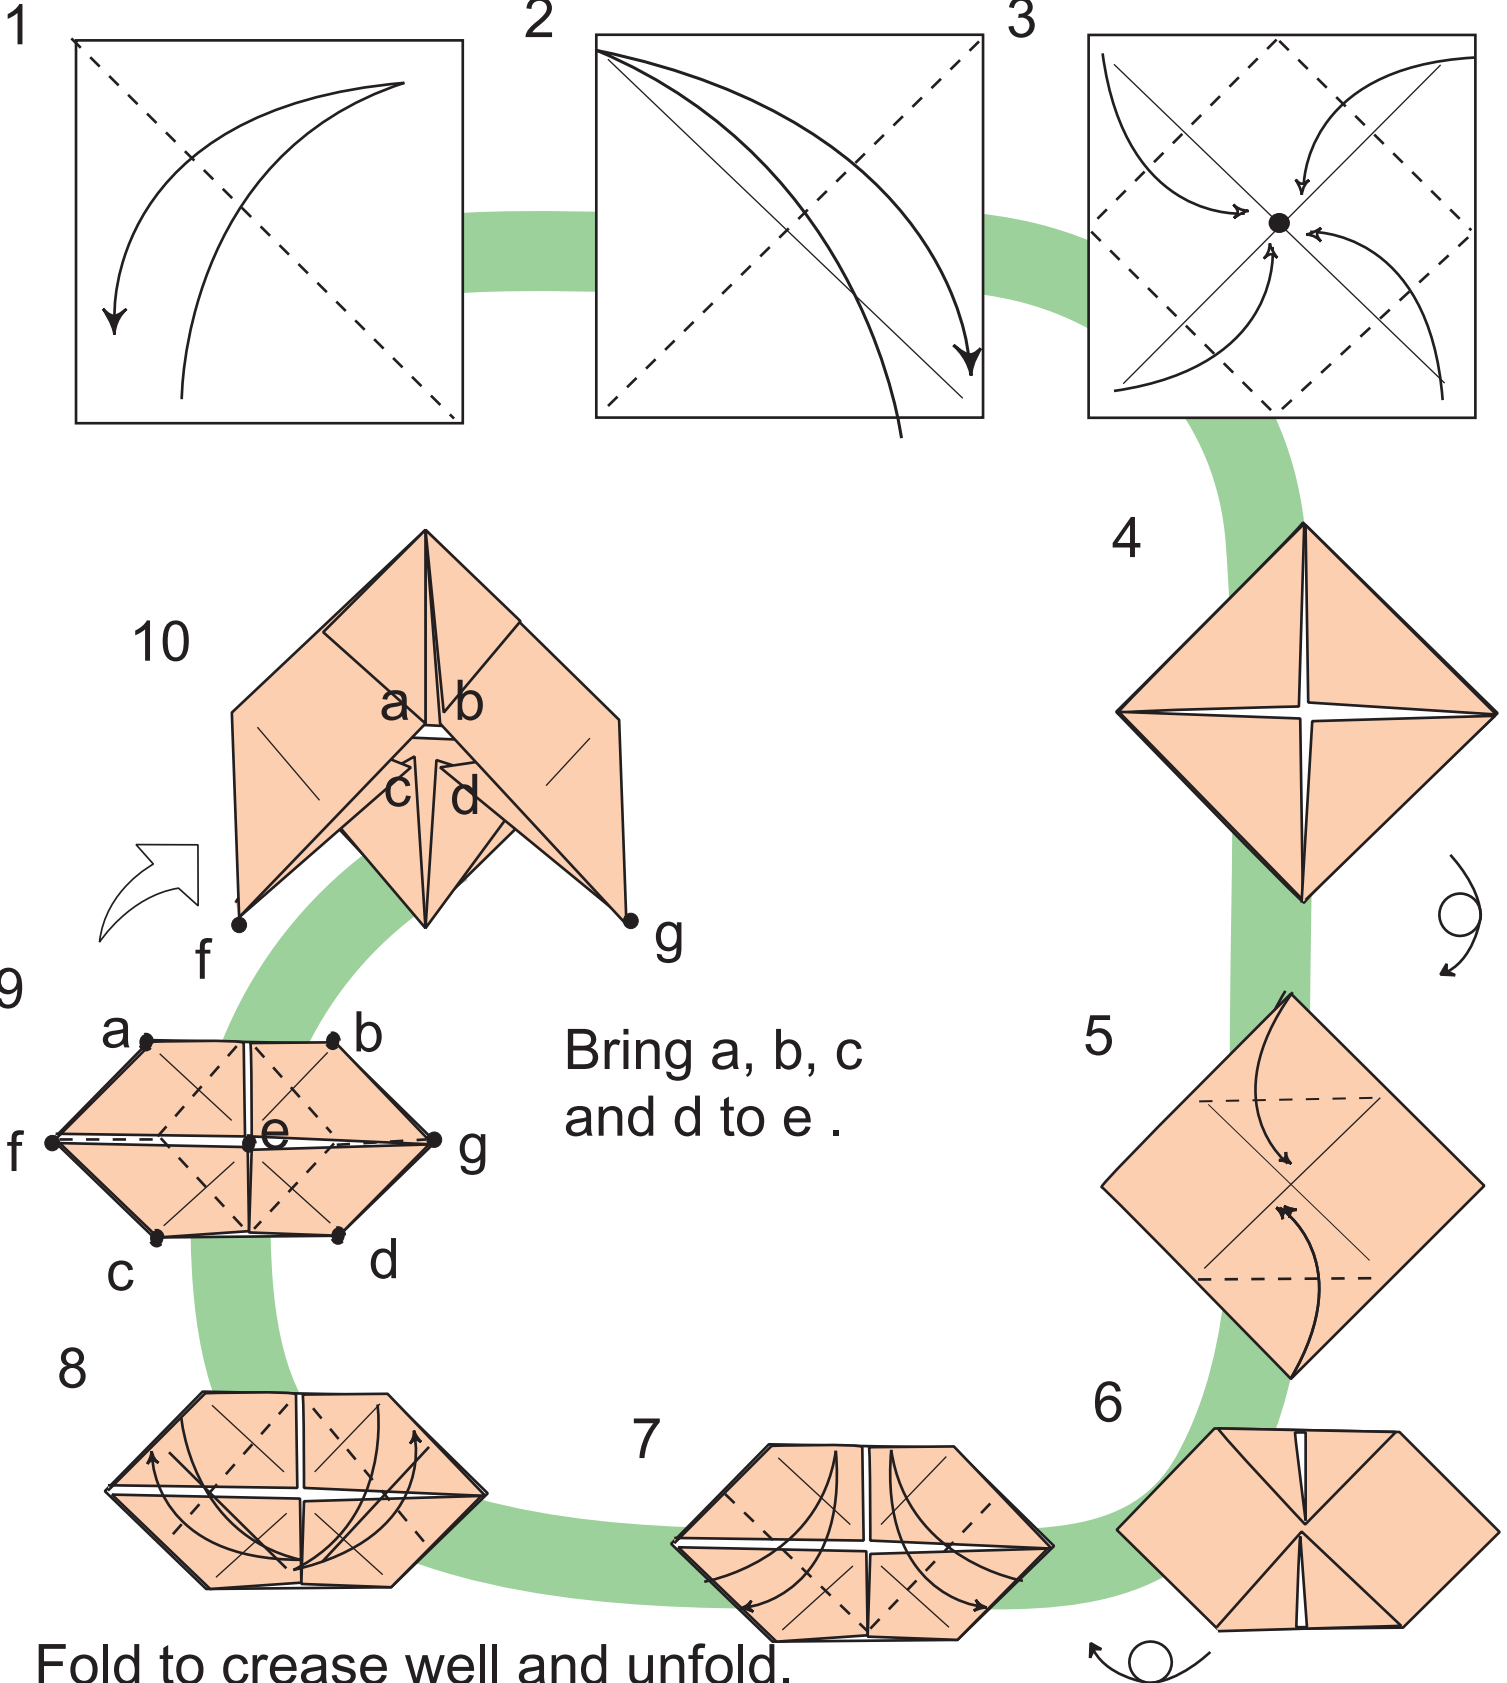 1
2
3
4
10
a b
c d
f
g
9
a
b
f
e
g
c
d
Bring a, b, c
and d to e .
5
8
7
6
Fold to crease well and unfold.